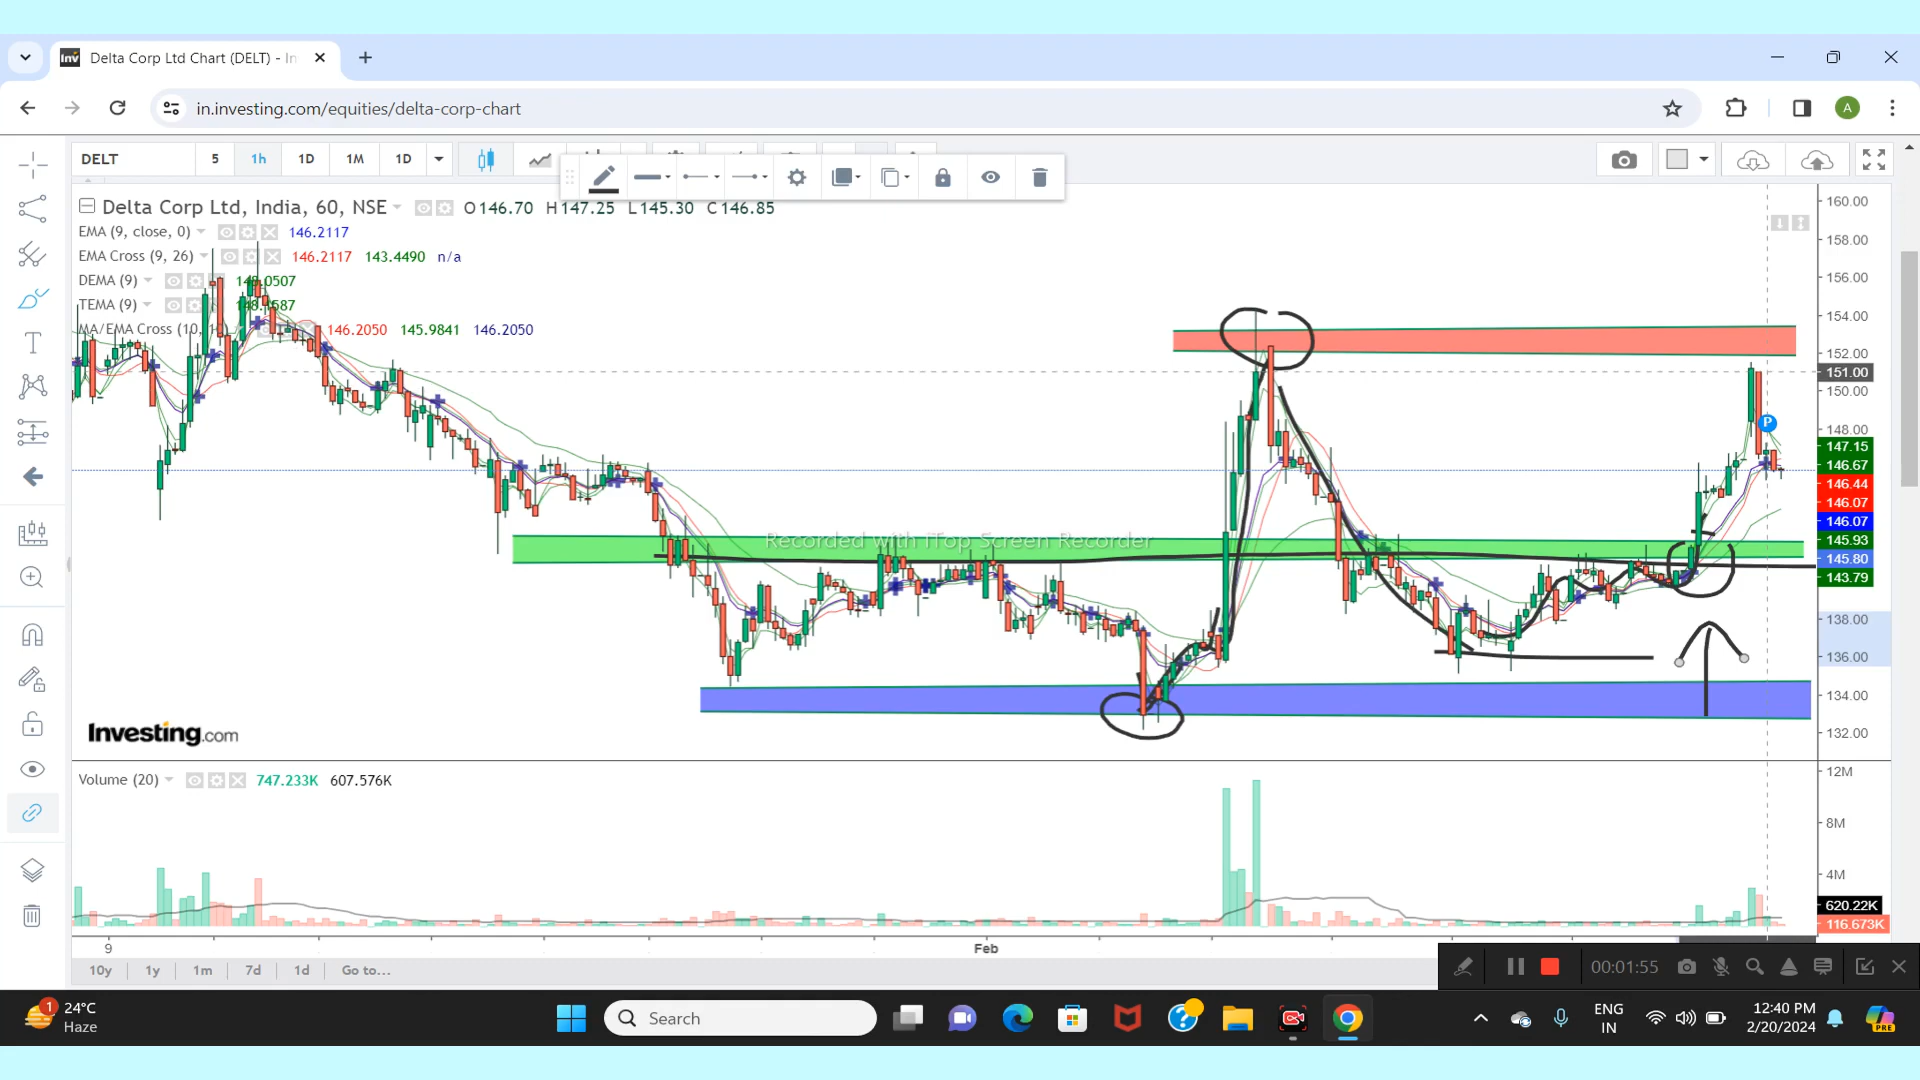 Delta Corp Ltd Chart (DELT) - In
in.investing.com/equities/delta-corp-chart
A
DELT 5 1h 1D 1M 1D
Delta Corp Ltd, India, 60, NSE O146.70 H147.25 L145.30 C146.85
EMA (9, close, 0) 146.2117
EMA Cross (9, 26) 146.2117 143.4490 n/a
DEMA (9)
TEMA (9)
MA/EMA Cross (10, 146.2050 145.9841 146.2050
160.00
158.00
156.00
154.00
152.00
151.00
150.00
148.00
P
147.15
146.67
146.44
146.07
146.07
145.93
145.80
143.79
138.00
136.00
134.00
132.00
Recorded with iTop Screen Recorder
Investing.com
Volume (20) 747.233K 607.576K
12M
8M
4M
620.22K
116.673K
9 Feb
10y 1y 1m 7d 1d Go to...
00:01:55
1
24°C
Haze
Search
ENG
IN
12:40 PM
2/20/2024
PRE